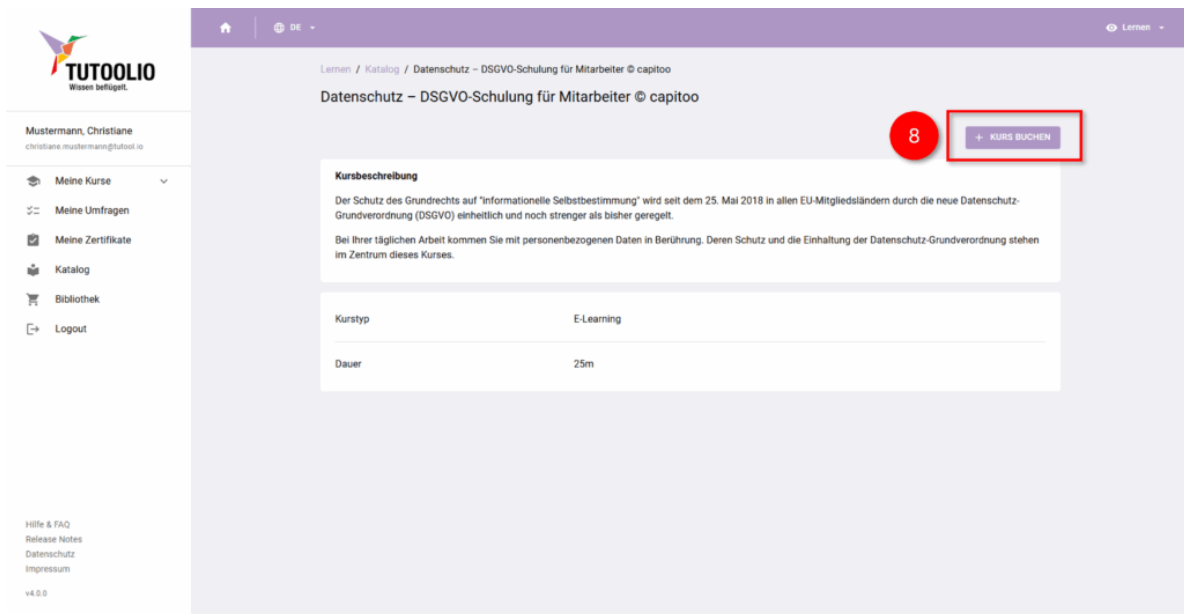 TUTOOLIO
Wissen beflügelt.
DE
Lernen
Mustermann, Christiane
christiane.mustermann@tutool.io
Meine Kurse
Meine Umfragen
Meine Zertifikate
Katalog
Bibliothek
Logout
Hilfe & FAQ
Release Notes
Datenschutz
Impressum
v4.0.0
Lernen / Katalog / Datenschutz – DSGVO-Schulung für Mitarbeiter © capitoo
Datenschutz – DSGVO-Schulung für Mitarbeiter © capitoo
8
+ KURS BUCHEN
Kursbeschreibung
Der Schutz des Grundrechts auf "informationelle Selbstbestimmung" wird seit dem 25. Mai 2018 in allen EU-Mitgliedsländern durch die neue Datenschutz-
Grundverordnung (DSGVO) einheitlich und noch strenger als bisher geregelt.
Bei Ihrer täglichen Arbeit kommen Sie mit personenbezogenen Daten in Berührung. Deren Schutz und die Einhaltung der Datenschutz-Grundverordnung stehen
im Zentrum dieses Kurses.
Kurstyp E-Learning
Dauer 25m